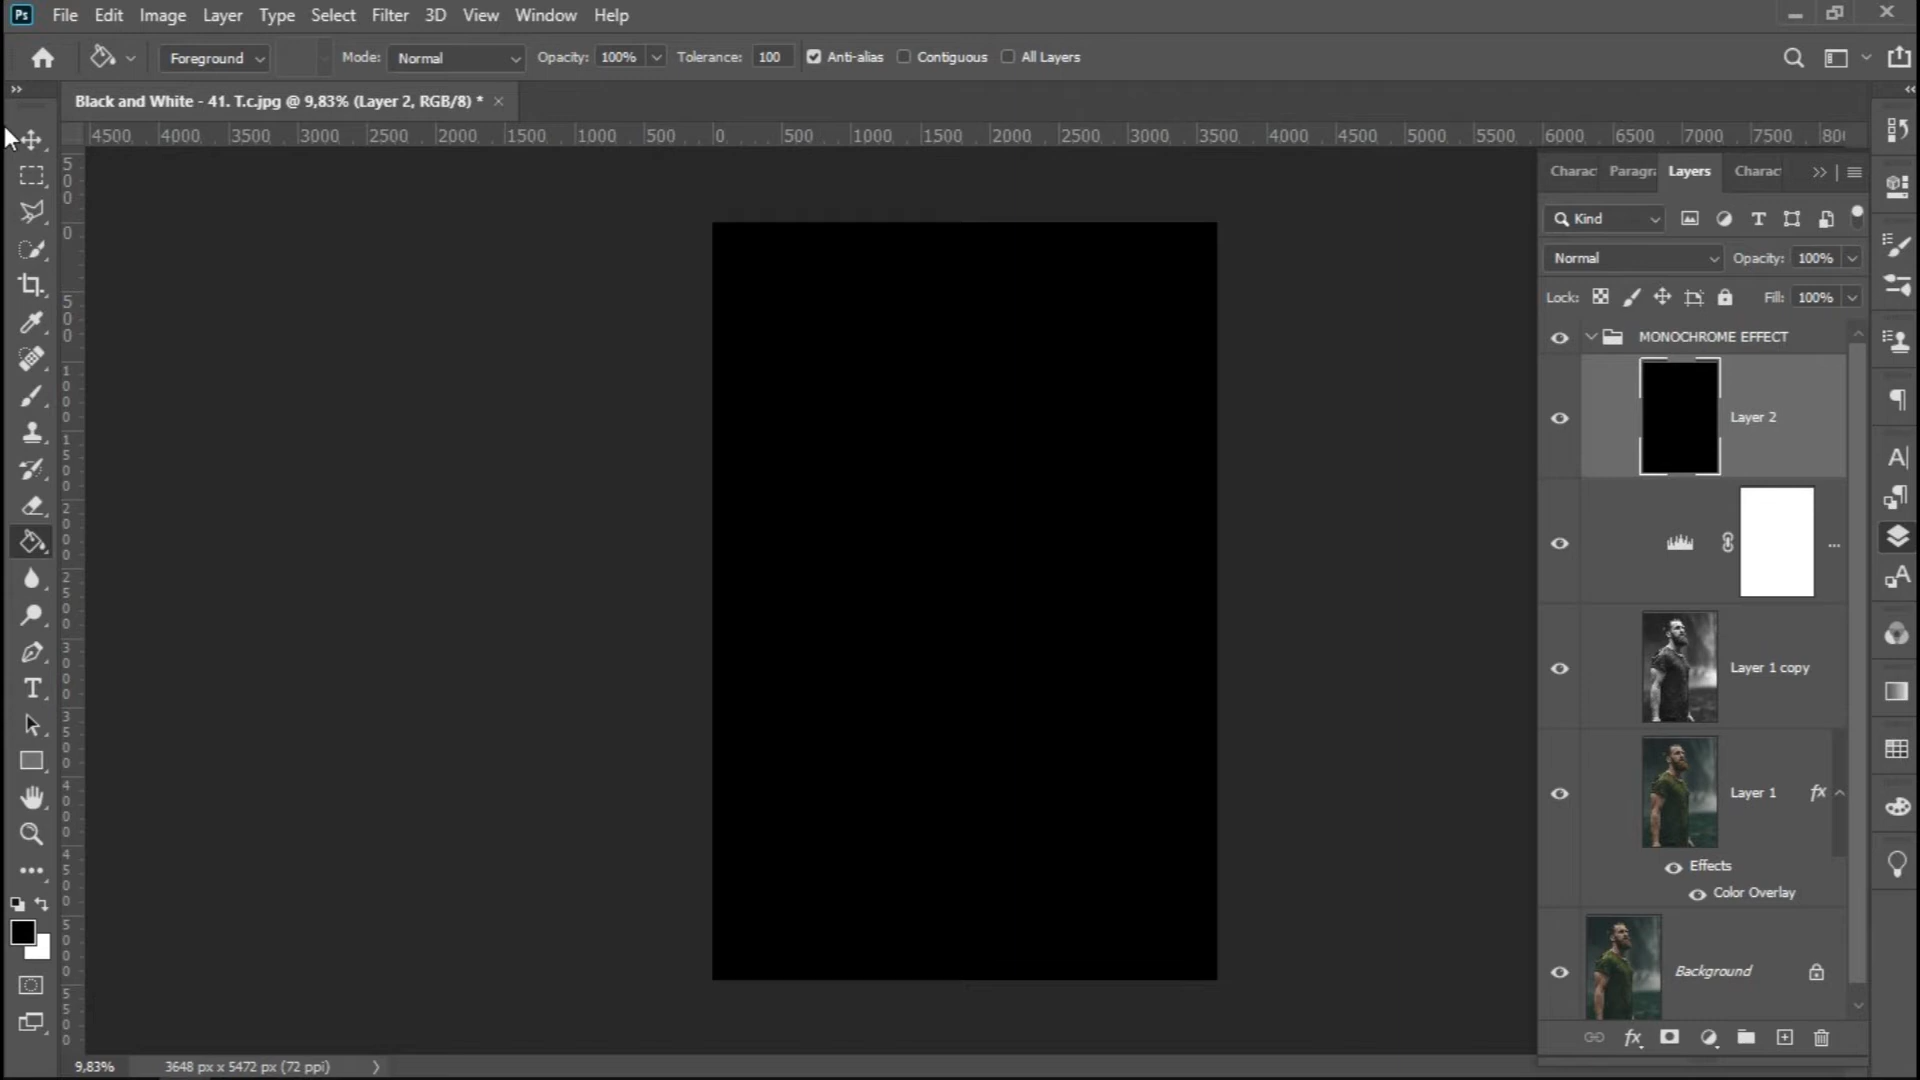 Ps File Edit Image Layer Type Select Filter 3D View Window Help
Foreground Mode: Normal Opacity: 100% Tolerance: 100 Anti-alias Contiguous All Layers
Black and White - 41. T.c.jpg @ 9,83% (Layer 2, RGB/8) * ×
4500 4000 3500 3000 2500 2000 1500 1000 500 0 500 1000 1500 2000 2500 3000 3500 4000 4500 5000 5500 6000 6500 7000 7500
Charac Paragra Layers Charac
Kind
Normal Opacity: 100%
Lock: Fill: 100%
MONOCHROME EFFECT
Layer 2
...
Layer 1 copy
Layer 1 fx
Effects
Color Overlay
Background
fx
9,83% 3648 px x 5472 px (72 ppi)